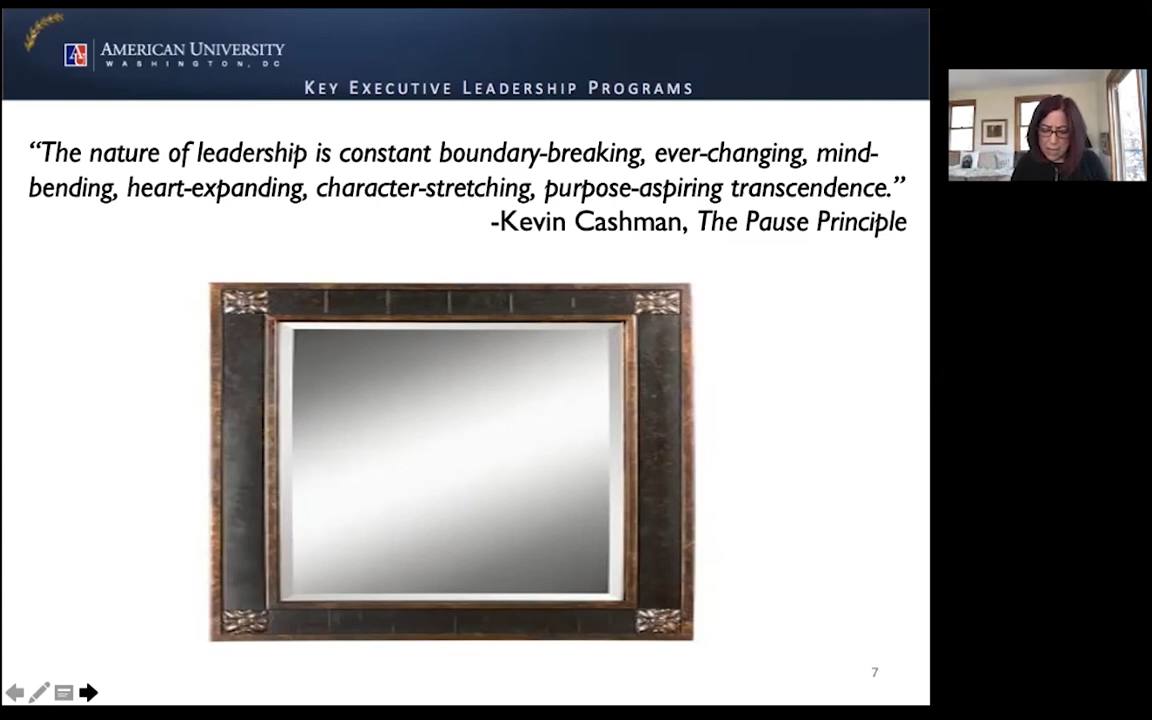 AMERICAN UNIVERSITY
WASHINGTON, DC
KEY EXECUTIVE LEADERSHIP PROGRAMS
“The nature of leadership is constant boundary-breaking, ever-changing, mind-
bending, heart-expanding, character-stretching, purpose-aspiring transcendence.”
-Kevin Cashman, The Pause Principle
7